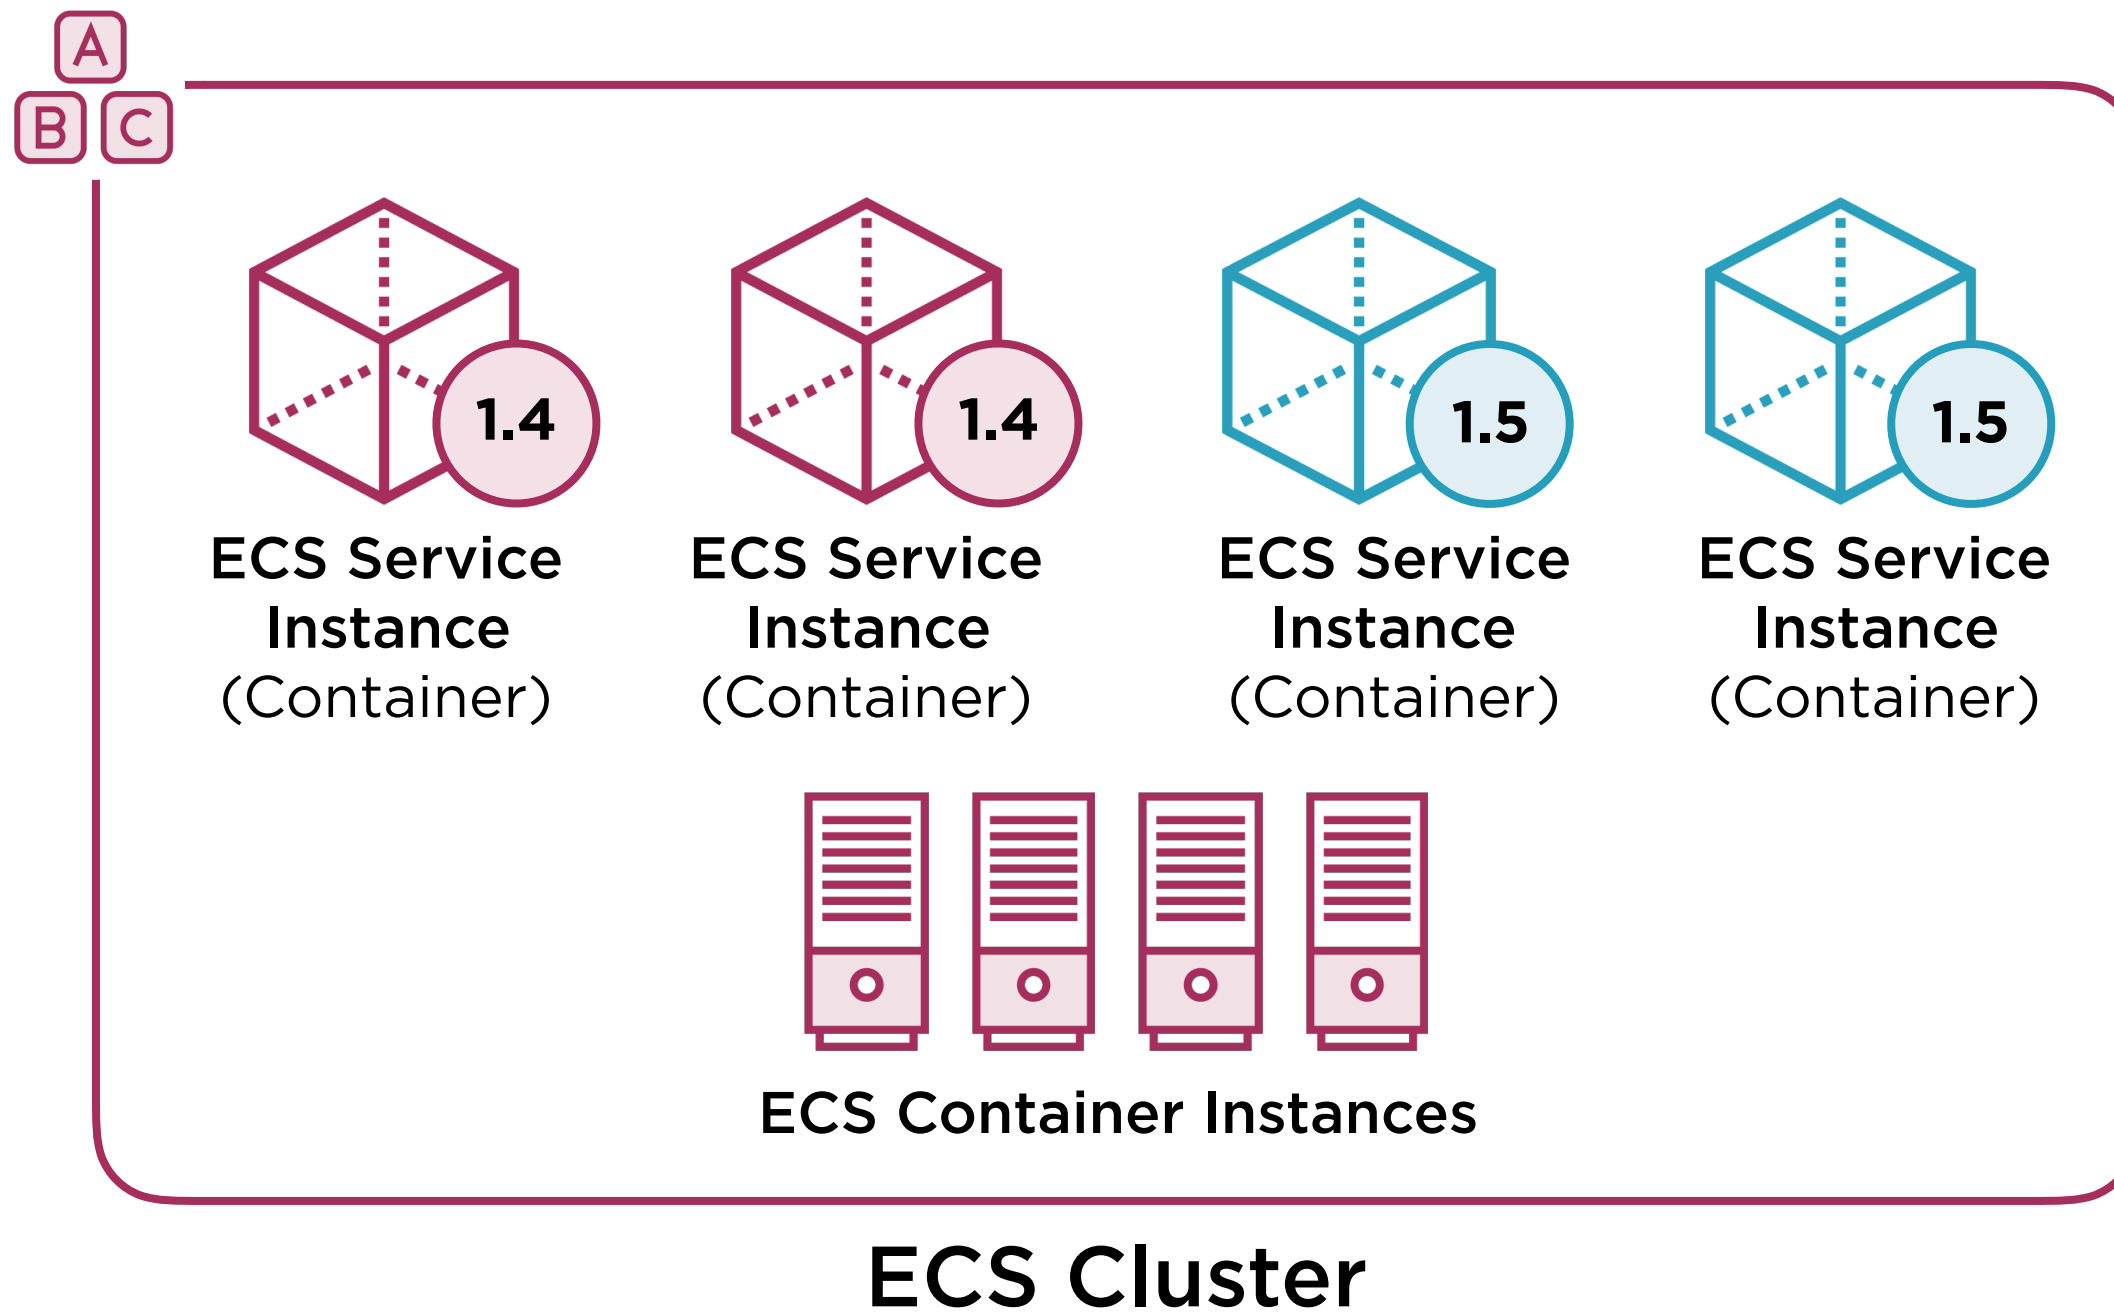 A
B C
1.4 1.4 1.5 1.5
ECS Service ECS Service ECS Service ECS Service
Instance Instance Instance Instance
(Container) (Container) (Container) (Container)
ECS Container Instances
ECS Cluster